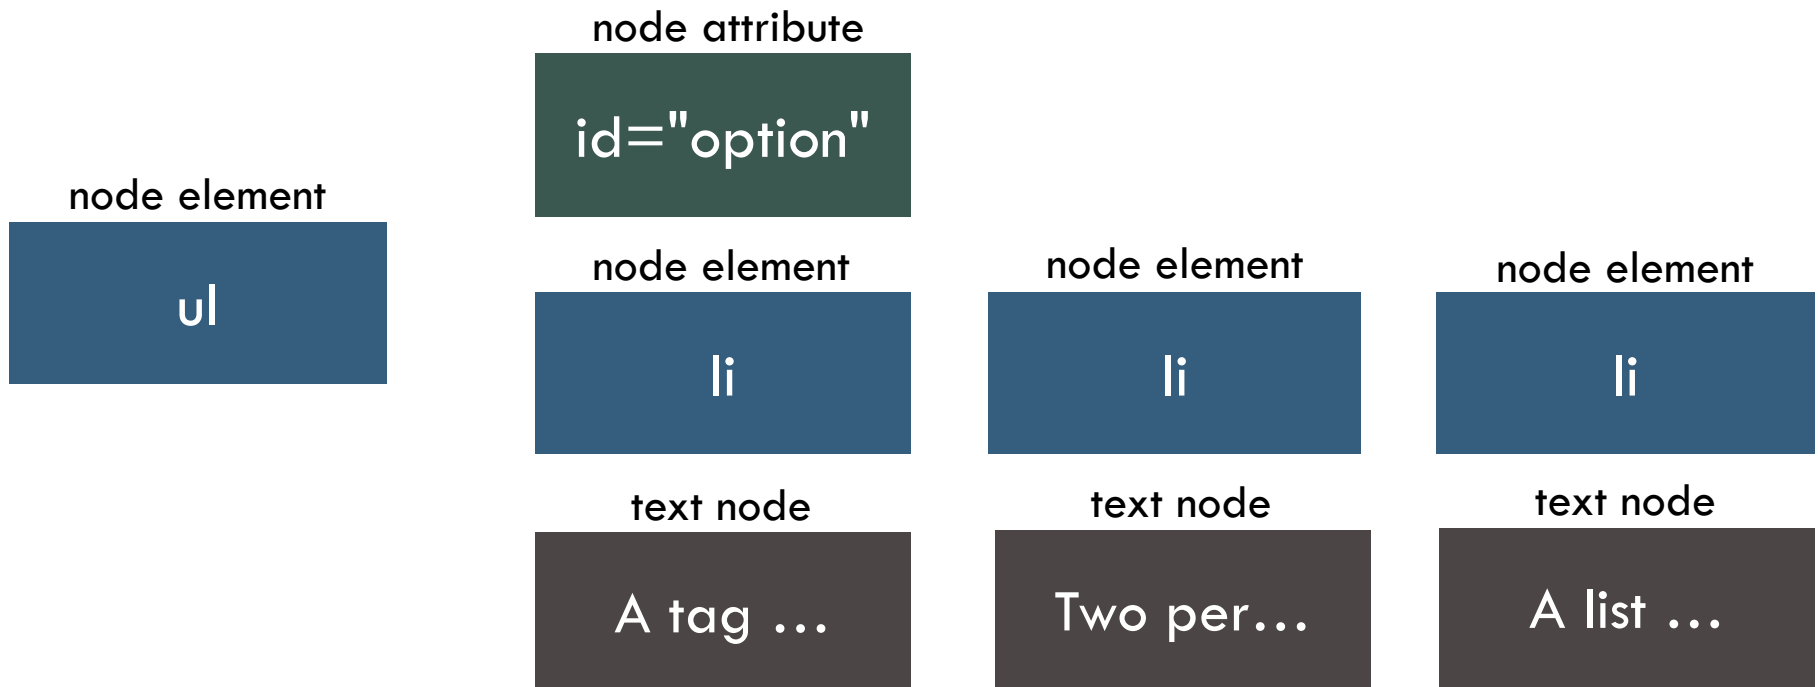 node attribute
id="option"
node element
ul
node element
li
node element
li
node element
li
text node
A tag ...
text node
Two per...
text node
A list ...